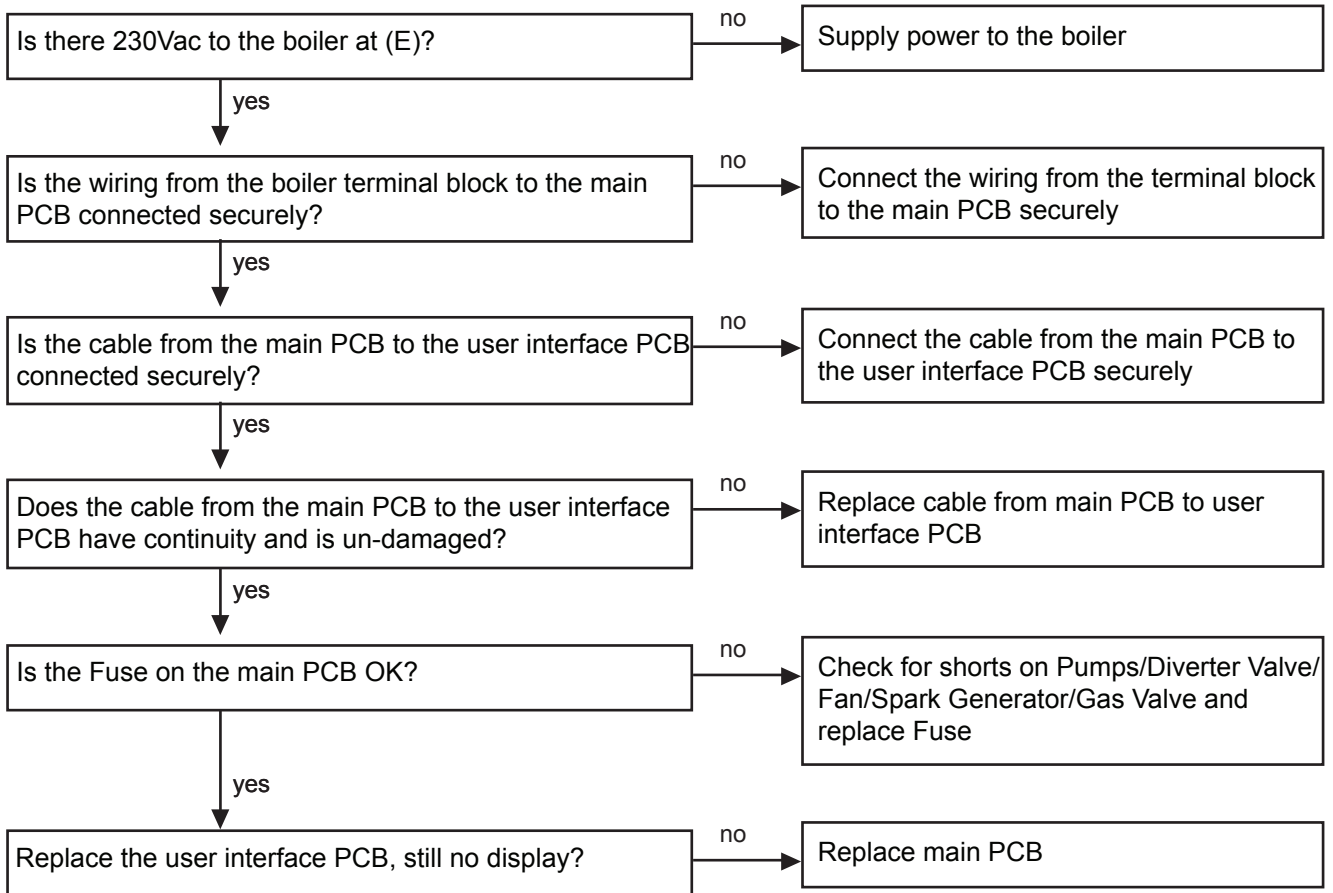 Is there 230Vac to the boiler at (E)?
no
Supply power to the boiler
yes
Is the wiring from the boiler terminal block to the main
PCB connected securely?
no
Connect the wiring from the terminal block
to the main PCB securely
yes
Is the cable from the main PCB to the user interface PCB
connected securely?
no
Connect the cable from the main PCB to
the user interface PCB securely
yes
Does the cable from the main PCB to the user interface
PCB have continuity and is un-damaged?
no
Replace cable from main PCB to user
interface PCB
yes
Is the Fuse on the main PCB OK?
no
Check for shorts on Pumps/Diverter Valve/
Fan/Spark Generator/Gas Valve and
replace Fuse
yes
Replace the user interface PCB, still no display?
no
Replace main PCB